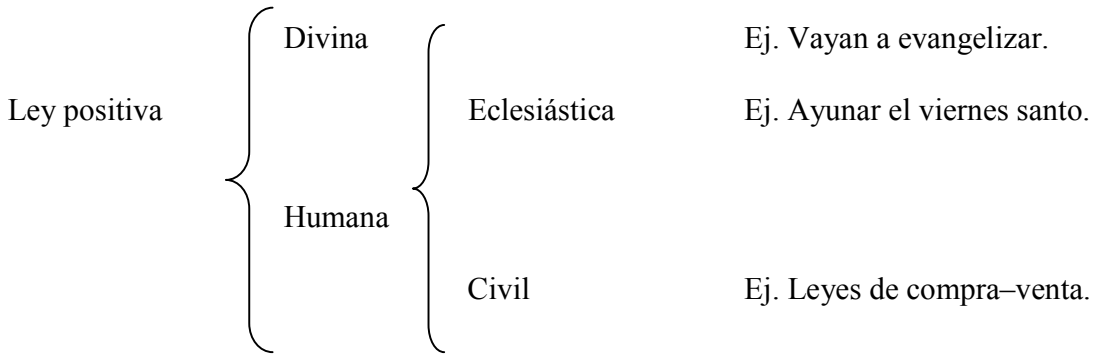 Divina Ej. Vayan a evangelizar.
Ley positiva Eclesiástica Ej. Ayunar el viernes santo.
Humana
Civil Ej. Leyes de compra–venta.